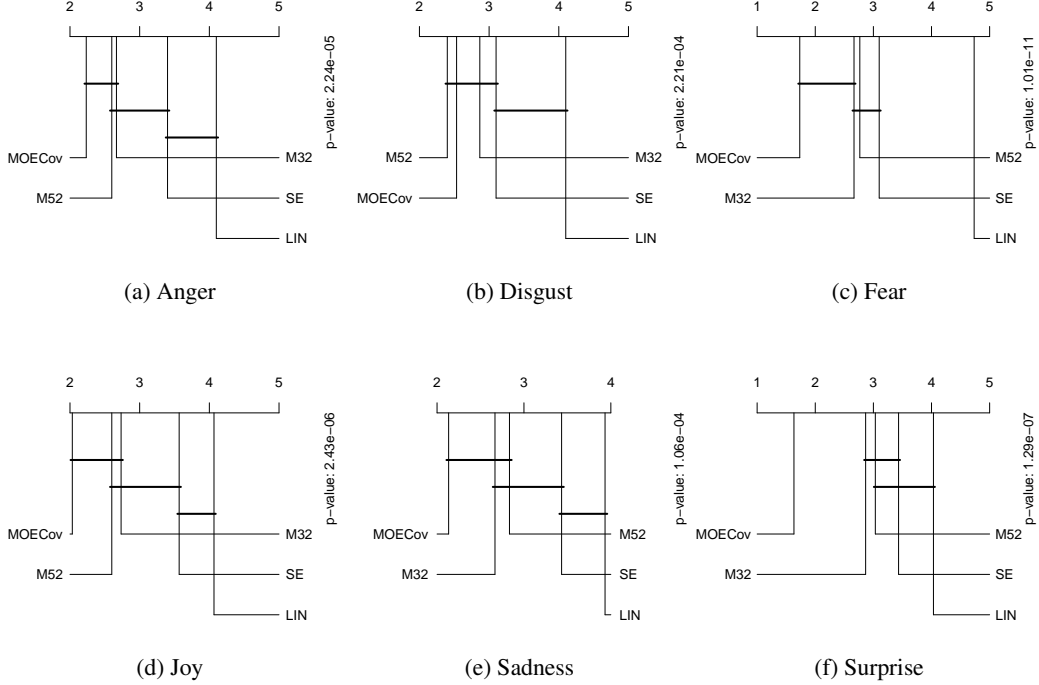 2 3 4 5
p−value: 2.24e−05
MOECov
M52
M32
SE
LIN
(a) Anger
2 3 4 5
p−value: 2.21e−04
M52
MOECov
M32
SE
LIN
(b) Disgust
1 2 3 4 5
p−value: 1.01e−11
MOECov
M32
M52
SE
LIN
(c) Fear
2 3 4 5
p−value: 2.43e−06
MOECov
M52
M32
SE
LIN
(d) Joy
2 3 4
p−value: 1.06e−04
MOECov
M32
M52
SE
LIN
(e) Sadness
1 2 3 4 5
p−value: 1.29e−07
MOECov
M32
M52
SE
LIN
(f) Surprise